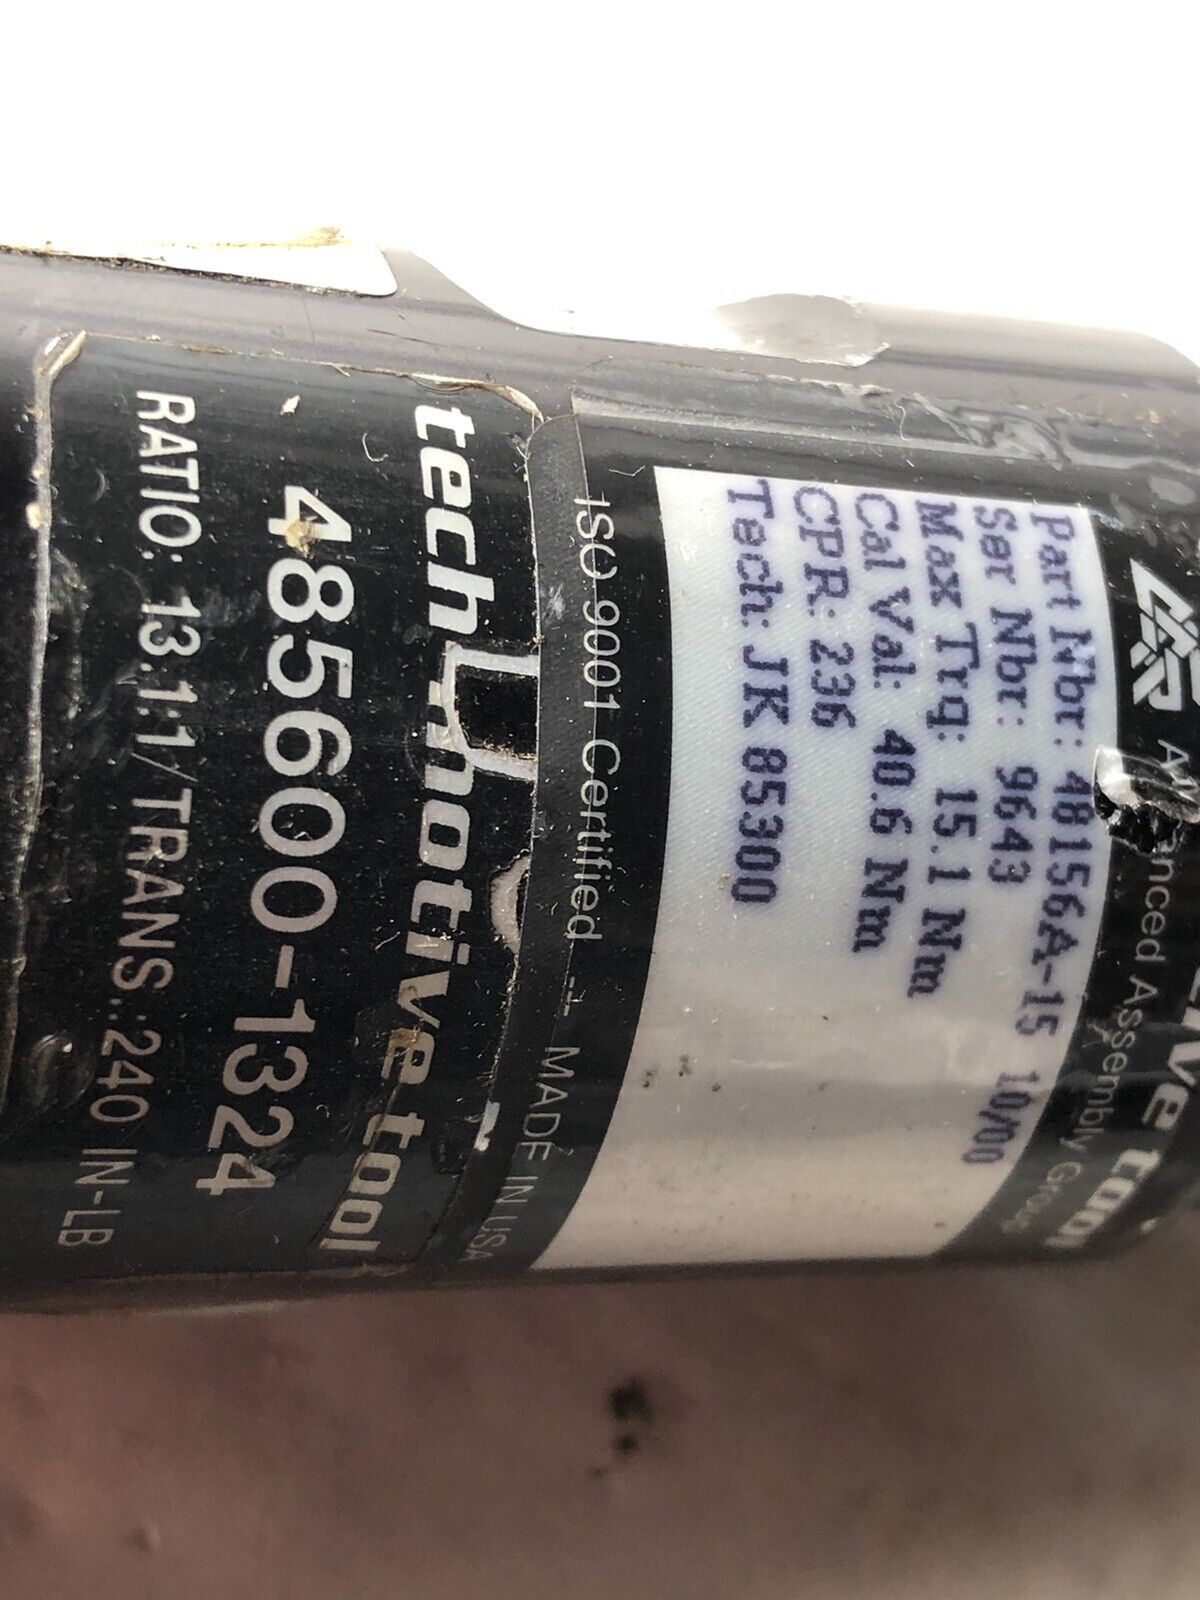 ive tool
Advanced Assembly Group
Part Nbr: 48156A-15 10/00
Ser Nbr: 9643
Max Trq: 15.1 Nm
Cal Val: 40.6 Nm
CPR: 236
Tech: JK 85300
ISO 9001 Certified -- MADE IN USA
techmotive tool
485600-1324
RATIO: 13.1:1/TRANS.:240 IN-LB